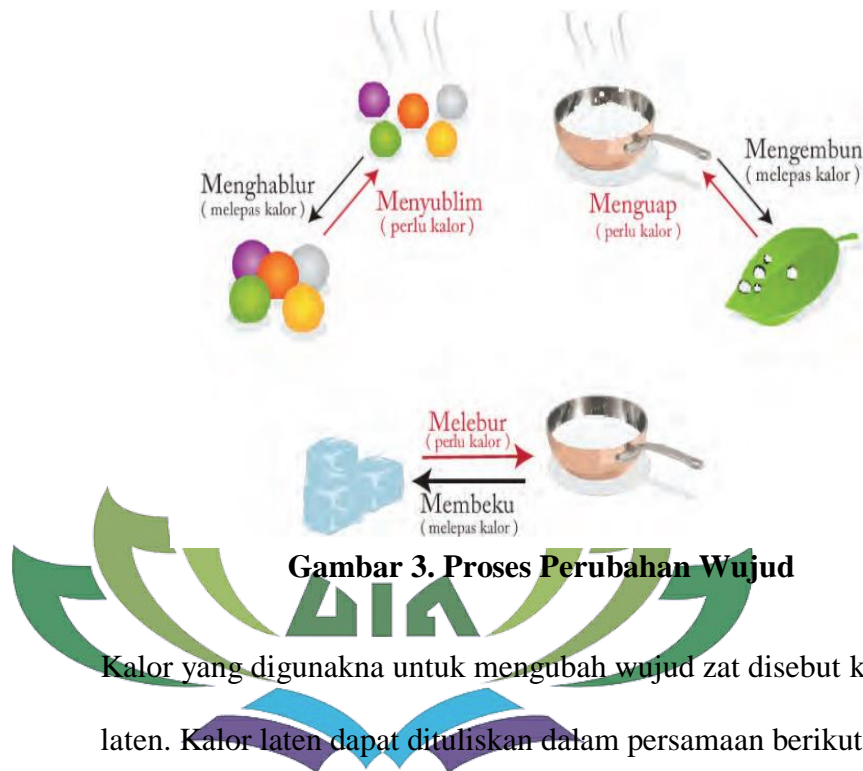 Menghablur
( melepas kalor )
Menyublim
( perlu kalor )
Menguap
( perlu kalor )
Mengembun
( melepas kalor )
Melebur
( perlu kalor )
Membeku
( melepas kalor )
Gambar 3. Proses Perubahan Wujud
Kalor yang digunakna untuk mengubah wujud zat disebut k
laten. Kalor laten dapat dituliskan dalam persamaan berikut